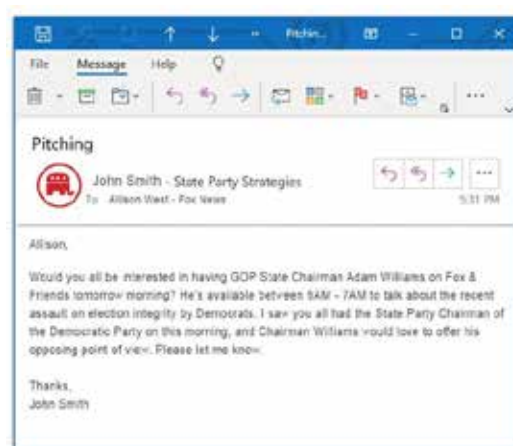 Pitchin...
File Message Help
Pitching
John Smith - State Party Strategies
To Allison West - Fox News
5:31 PM
Allison,
Would you all be interested in having GOP State Chairman Adam Williams on Fox &
Friends tomorrow morning? He's available between 5AM - 7AM to talk about the recent
assault on election integrity by Democrats. I saw you all had the State Party Chairman of
the Democratic Party on this morning, and Chairman Williams would love to offer his
opposing point of view. Please let me know.
Thanks,
John Smith